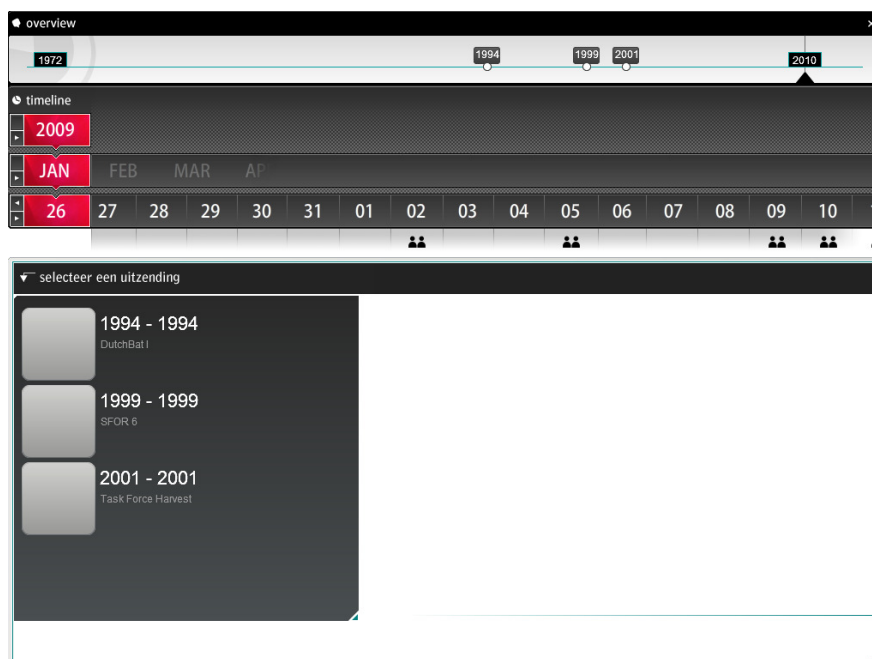 overview
1972 1994 1999 2001 2010
timeline
2009
JAN FEB MAR AP
26 27 28 29 30 31 01 02 03 04 05 06 07 08 09 10
selecteer een uitzending
1994 - 1994
DutchBat I
1999 - 1999
SFOR 6
2001 - 2001
Task Force Harvest